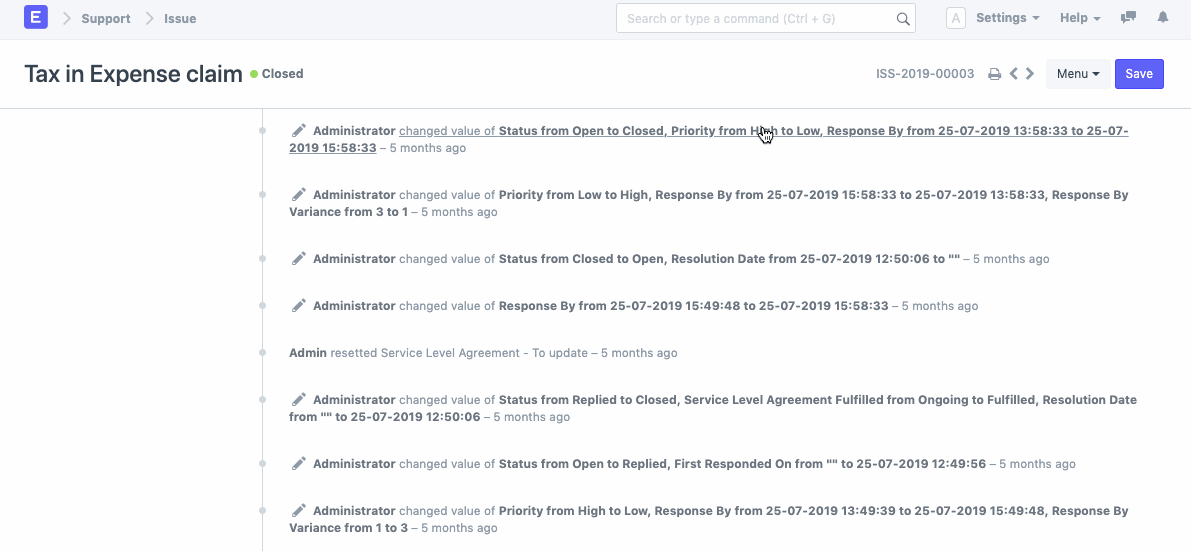 E Support Issue Search or type a command (Ctrl + G) A Settings Help
Tax in Expense claim Closed ISS-2019-00003 Menu Save
Administrator changed value of Status from Open to Closed, Priority from High to Low, Response By from 25-07-2019 13:58:33 to 25-07-
2019 15:58:33 – 5 months ago
Administrator changed value of Priority from Low to High, Response By from 25-07-2019 15:58:33 to 25-07-2019 13:58:33, Response By
Variance from 3 to 1 – 5 months ago
Administrator changed value of Status from Closed to Open, Resolution Date from 25-07-2019 12:50:06 to "" – 5 months ago
Administrator changed value of Response By from 25-07-2019 15:49:48 to 25-07-2019 15:58:33 – 5 months ago
Admin resetted Service Level Agreement - To update – 5 months ago
Administrator changed value of Status from Replied to Closed, Service Level Agreement Fulfilled from Ongoing to Fulfilled, Resolution Date
from "" to 25-07-2019 12:50:06 – 5 months ago
Administrator changed value of Status from Open to Replied, First Responded On from "" to 25-07-2019 12:49:56 – 5 months ago
Administrator changed value of Priority from High to Low, Response By from 25-07-2019 13:49:39 to 25-07-2019 15:49:48, Response By
Variance from 1 to 3 – 5 months ago